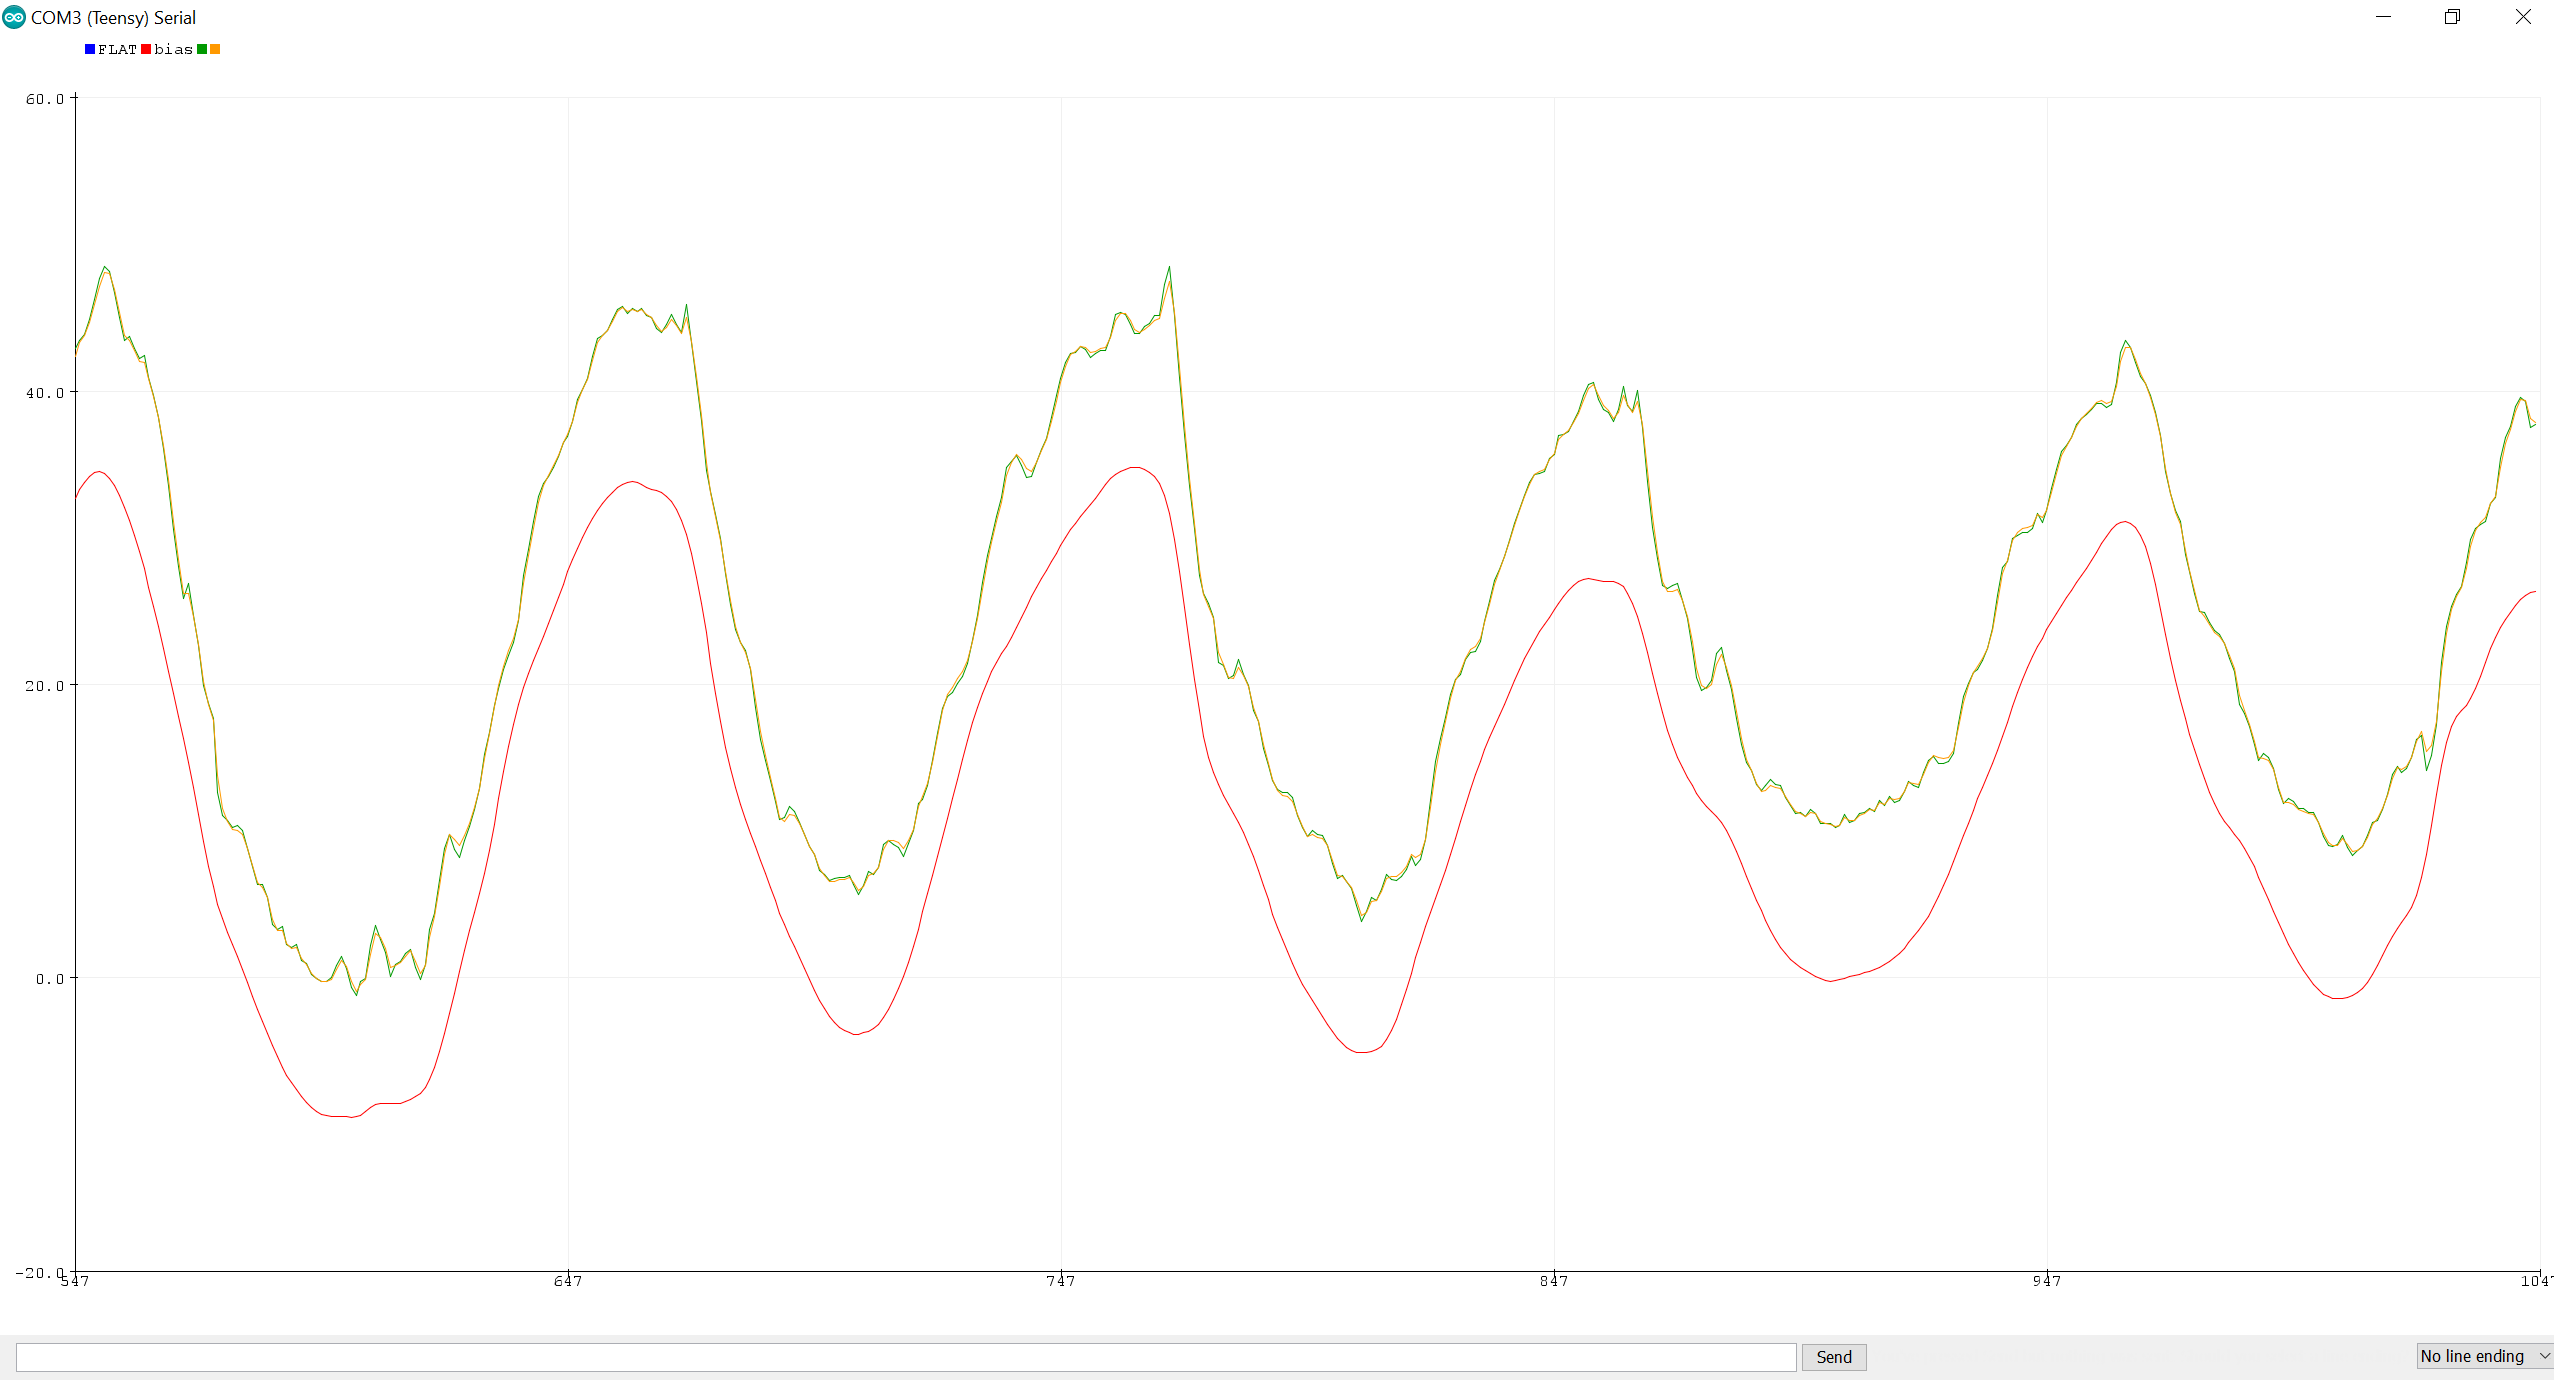 COM3 (Teensy) Serial
FLAT bias
60.0
40.0
20.0
0.0
-20.0
547 647 747 847 947 104
Send
No line ending